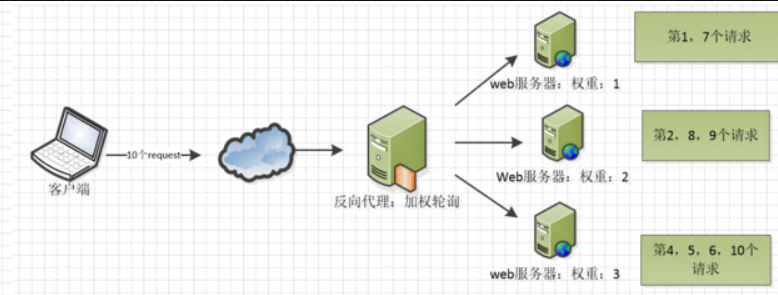 第1，7个请求
web服务器：权重：1
第2，8，9个请求
10个request
客户端
Web服务器：权重：2
反向代理：加权轮询
第4，5，6，10个
请求
web服务器：权重：3